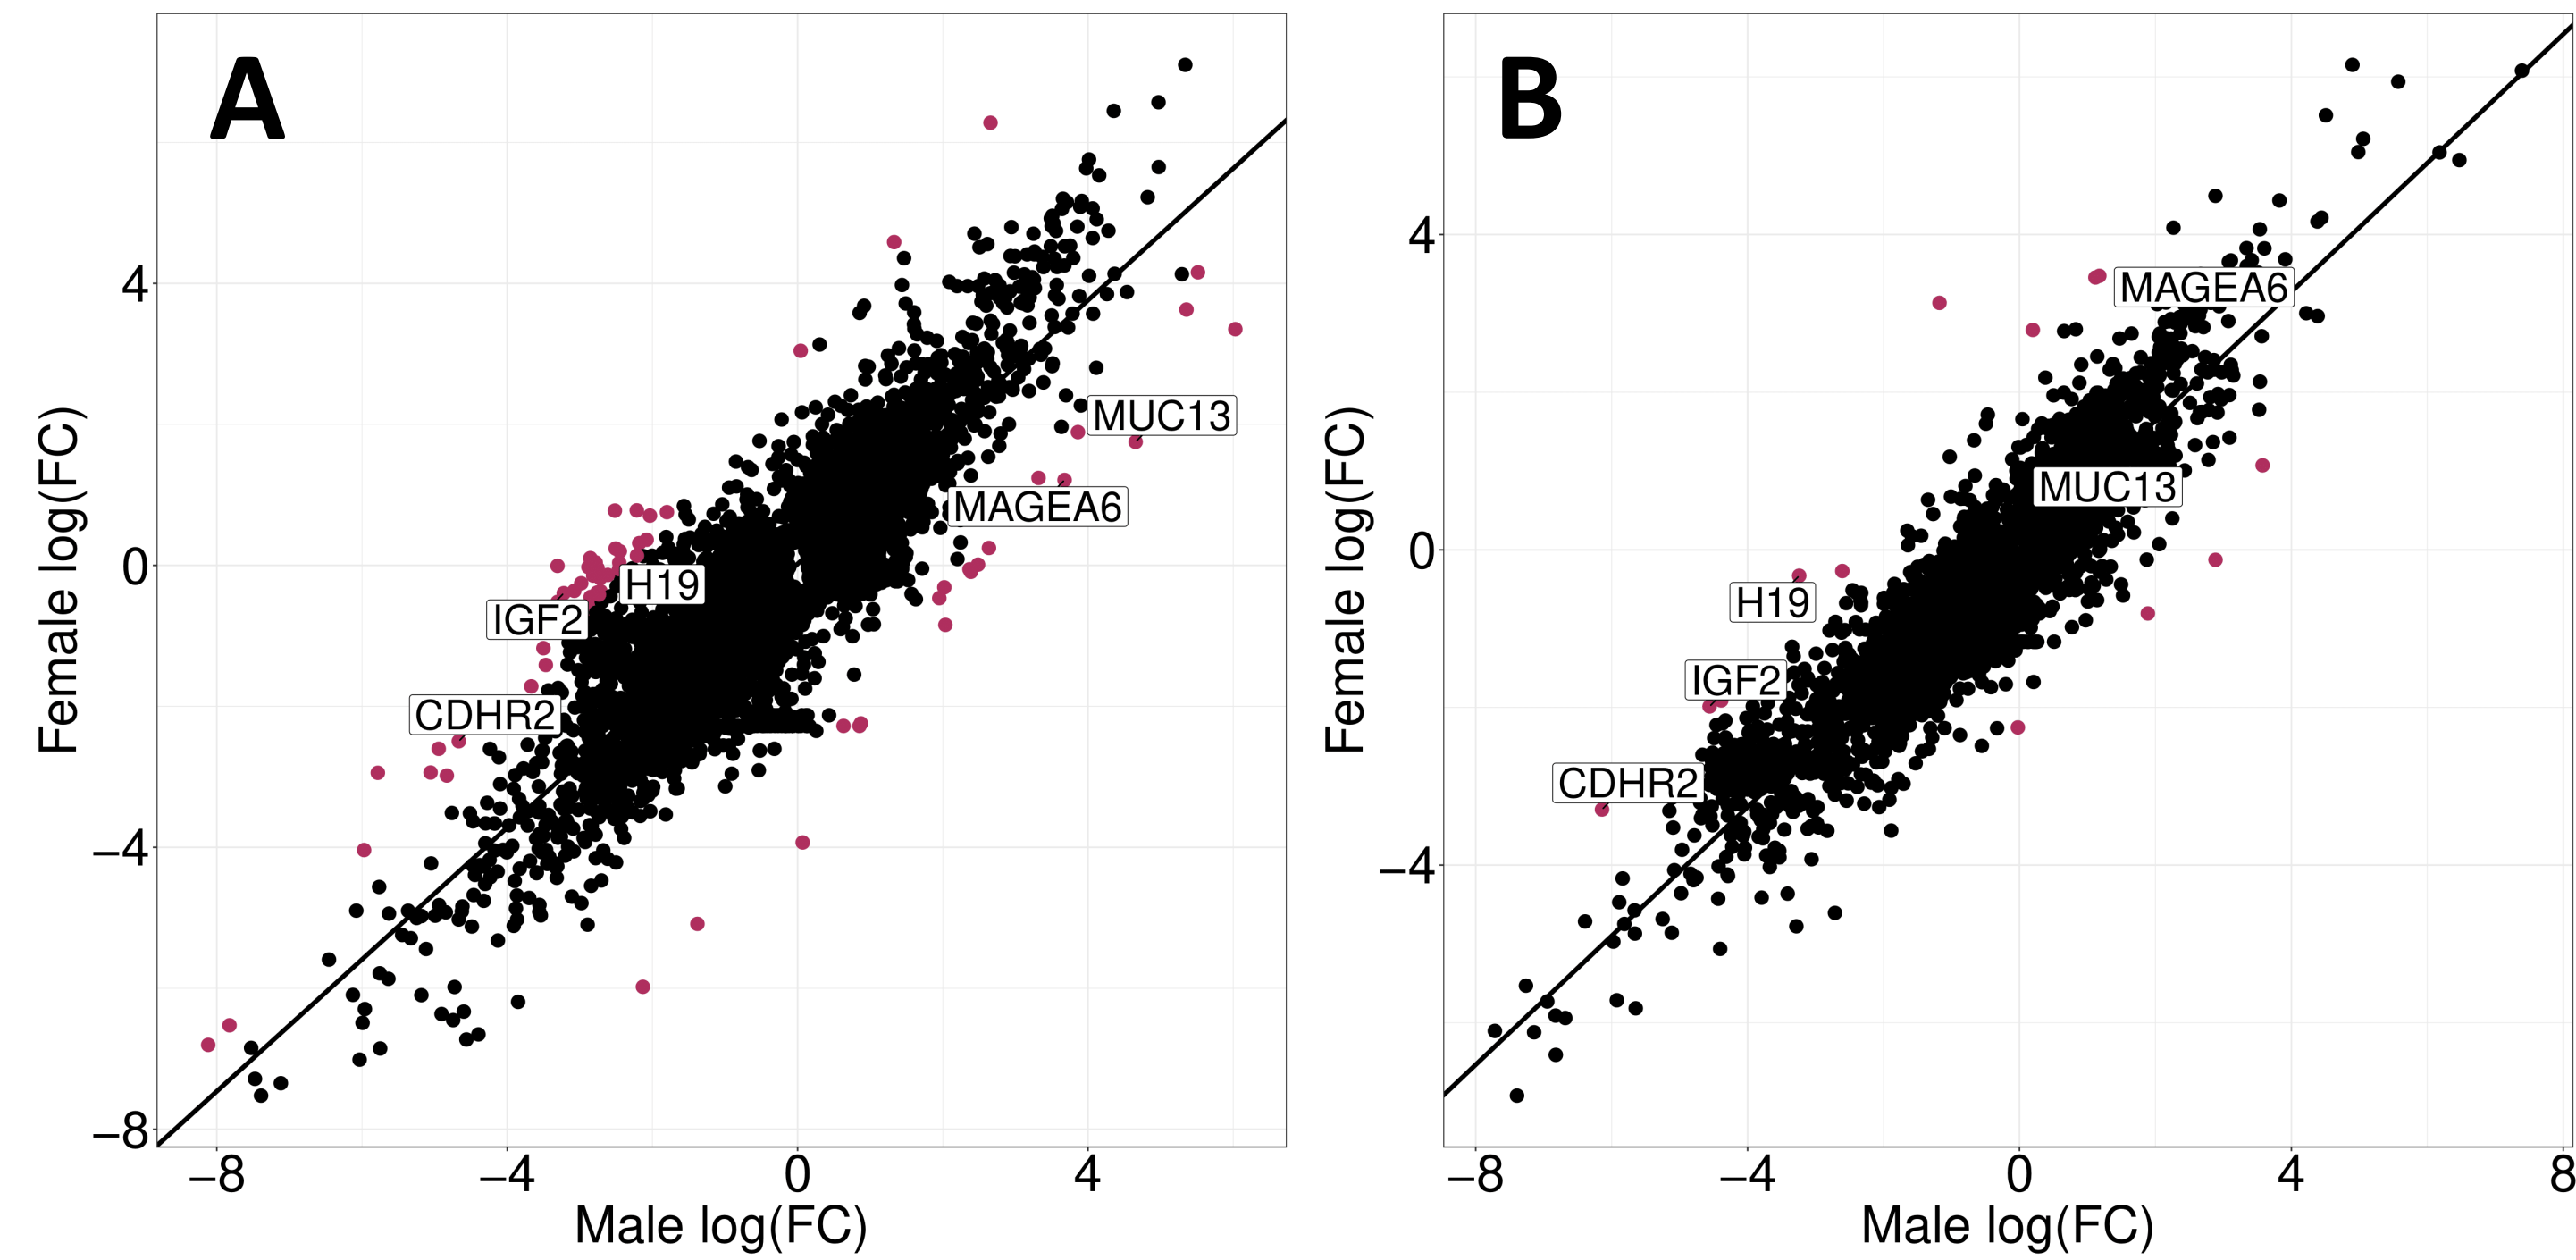 A
Female log(FC)
4
0
−4
−8
MUC13
MAGEA6
H19
IGF2
CDHR2
−8
−4
0
4
Male log(FC)
B
Female log(FC)
4
0
−4
MAGEA6
MUC13
H19
IGF2
CDHR2
−8
−4
0
4
8
Male log(FC)